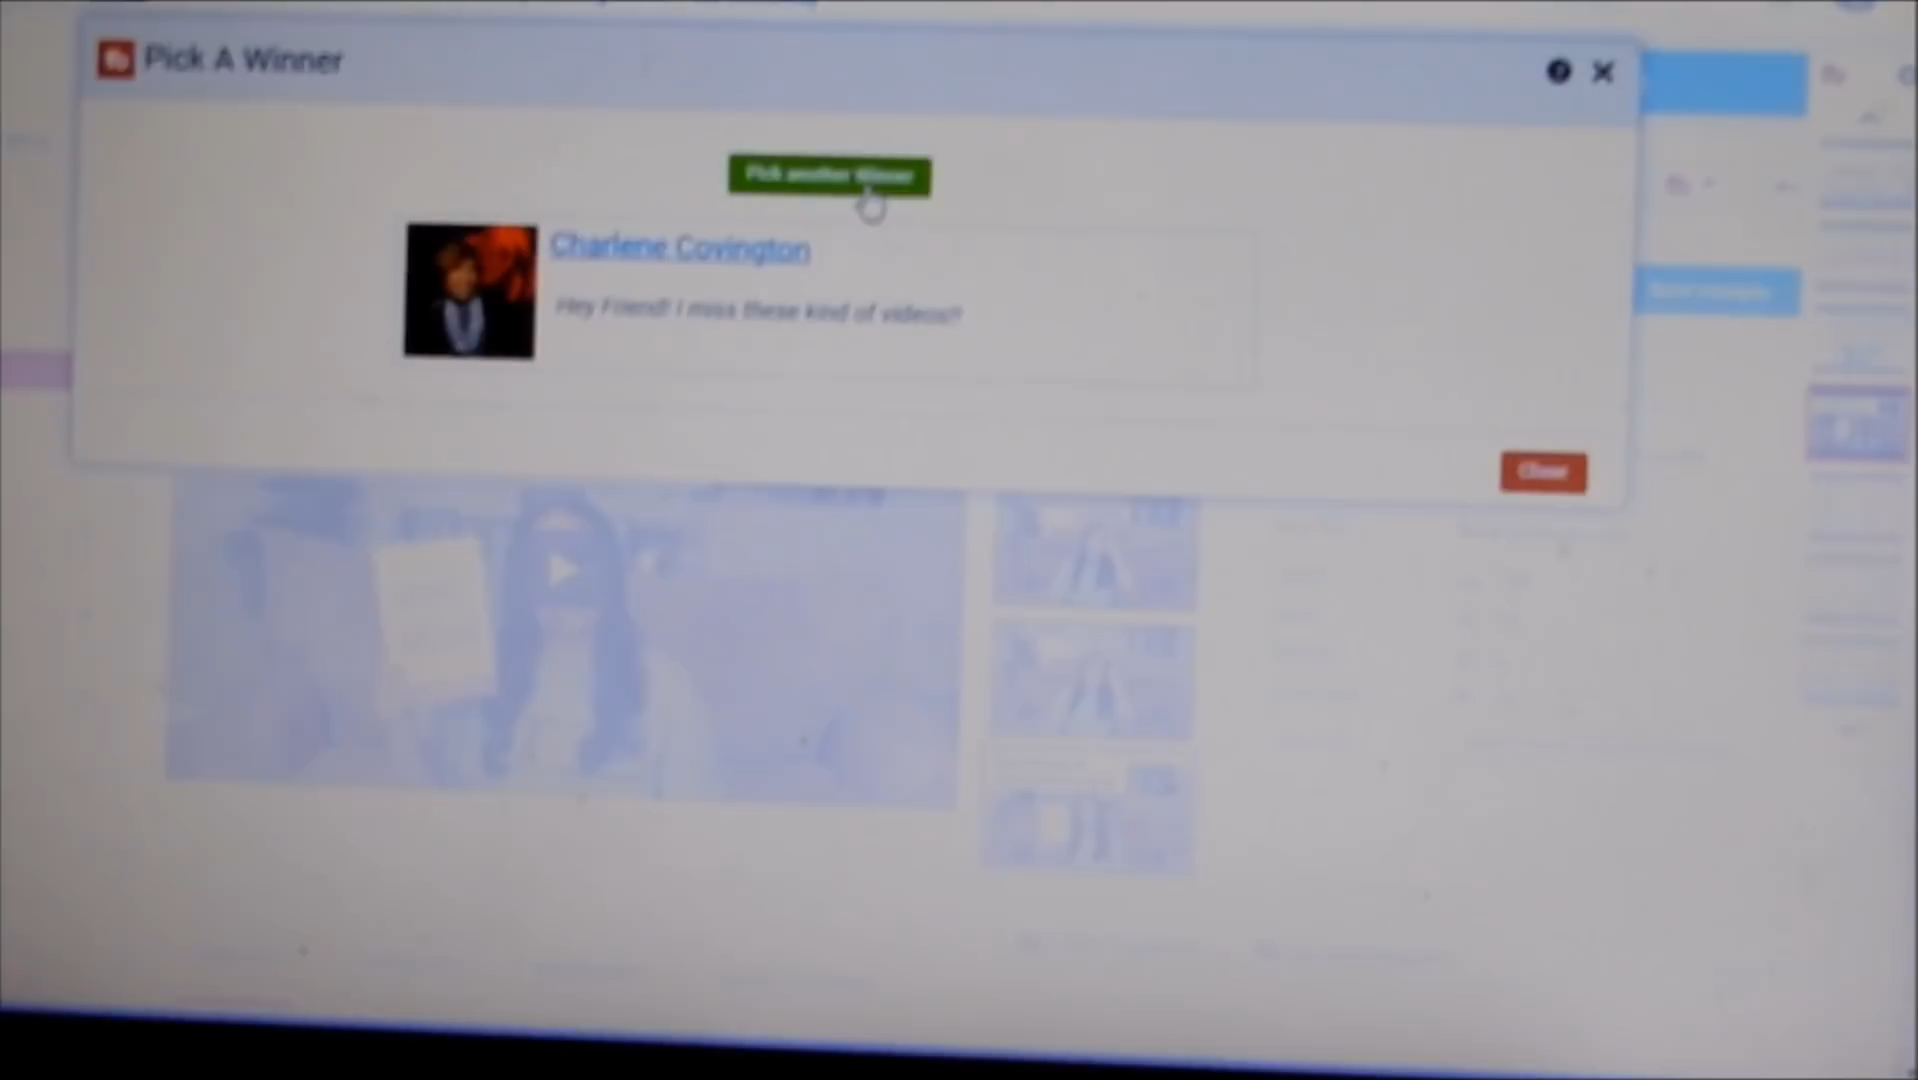 Pick A Winner
Pick another Winner
Charlene Covington
Hey Friend! I miss these kind of videos!!
Close